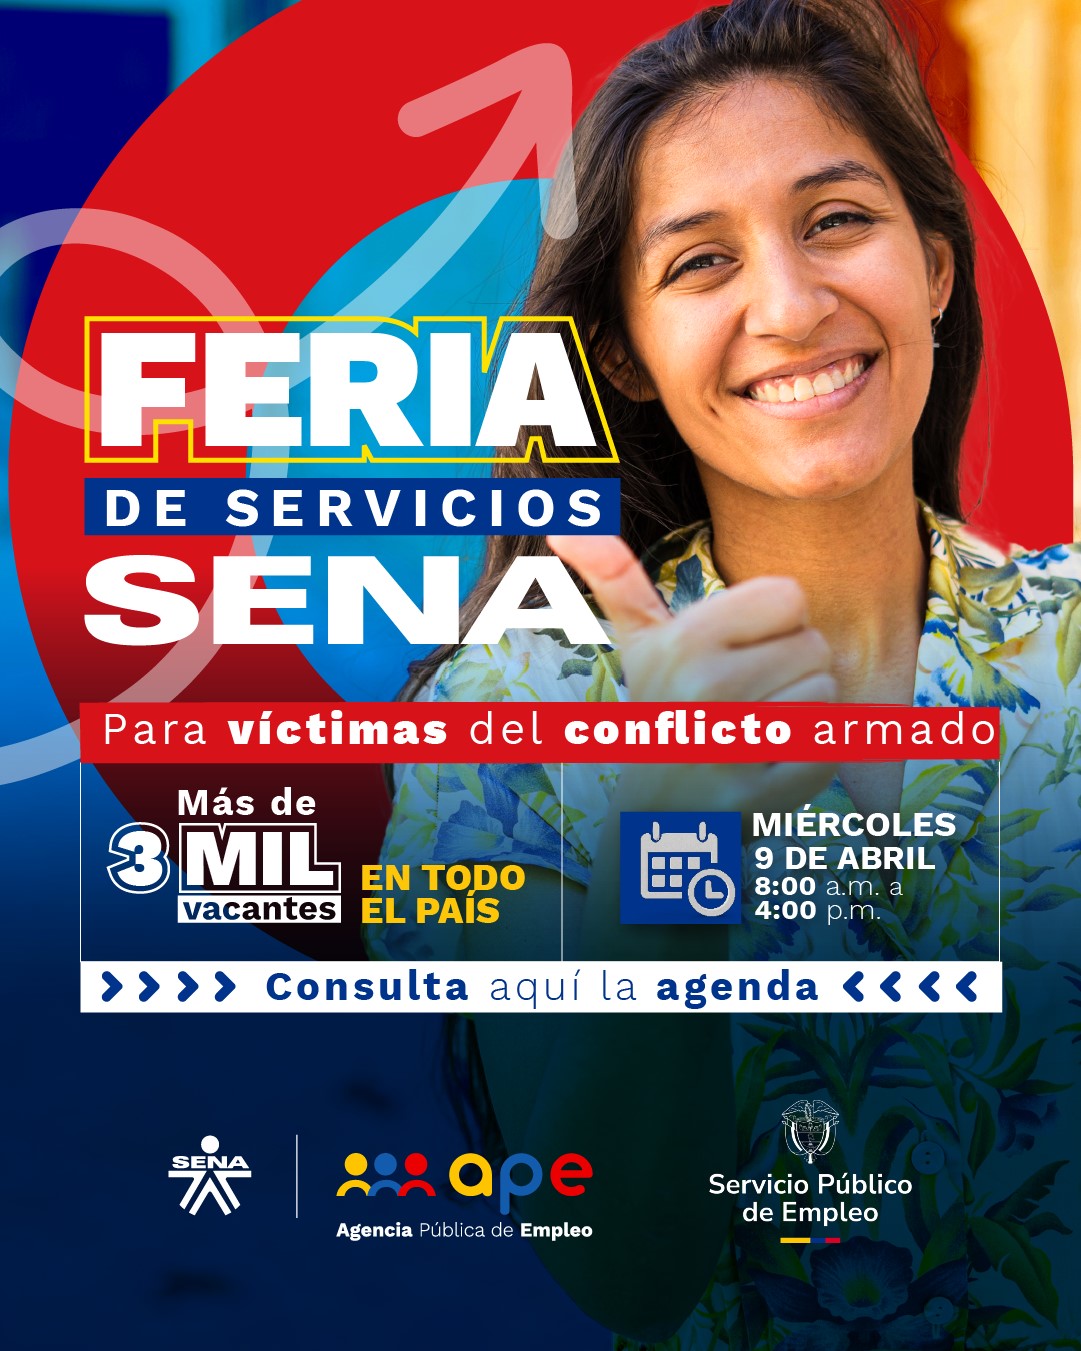 FERIA
DE SERVICIOS
SENA
Para víctimas del conflicto armado
Más de
3 MIL
vacantes
EN TODO
EL PAÍS
MIÉRCOLES
9 DE ABRIL
8:00 a.m. a
4:00 p.m.
Consulta aquí la agenda
SENA
ape
Agencia Pública de Empleo
Servicio Público
de Empleo